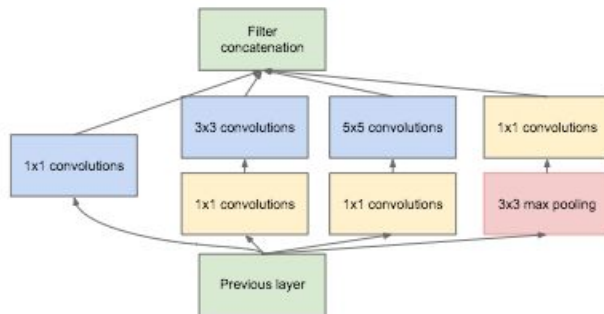 Filter
concatenation
3x3 convolutions
5x5 convolutions
1x1 convolutions
1x1 convolutions
1x1 convolutions
1x1 convolutions
3x3 max pooling
Previous layer